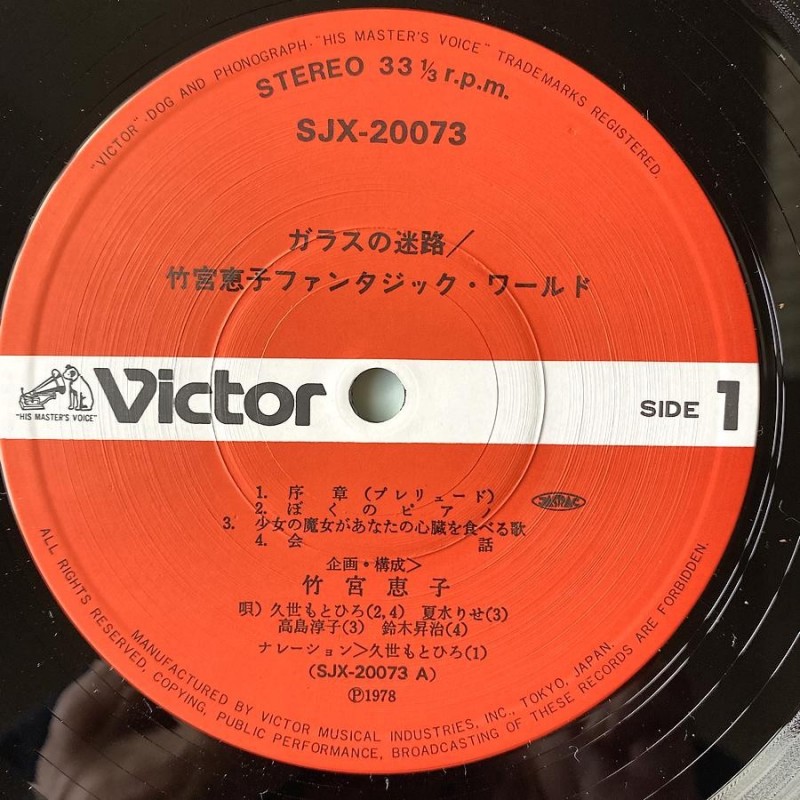 "VICTOR"·DOG AND PHONOGRAPH·"HIS MASTER'S VOICE" TRADEMARKS REGISTERED.
STEREO 33 1/3 r.p.m.
SJX-20073
ガラスの迷路/
竹宮恵子ファンタジック・ワールド
"HIS MASTER'S VOICE"
Victor
SIDE 1
1. 序 章 (プレリュード)
2. ぼくのピアノ
3. 少女の魔女があなたの心臓を食べる歌
4. 会 話
JASRAC
企画・構成>
竹宮恵子
唄) 久世もとひろ(2,4) 夏水りせ(3)
高島淳子(3) 鈴木昇治(4)
ナレーション>久世もとひろ(1)
(SJX-20073 A)
Ⓟ1978
ALL RIGHTS RESERVED, COPYING, PUBLIC PERFORMANCE, BROADCASTING OF THESE RECORDS ARE FORBIDDEN.
MANUFACTURED BY VICTOR MUSICAL INDUSTRIES, INC., TOKYO, JAPAN.